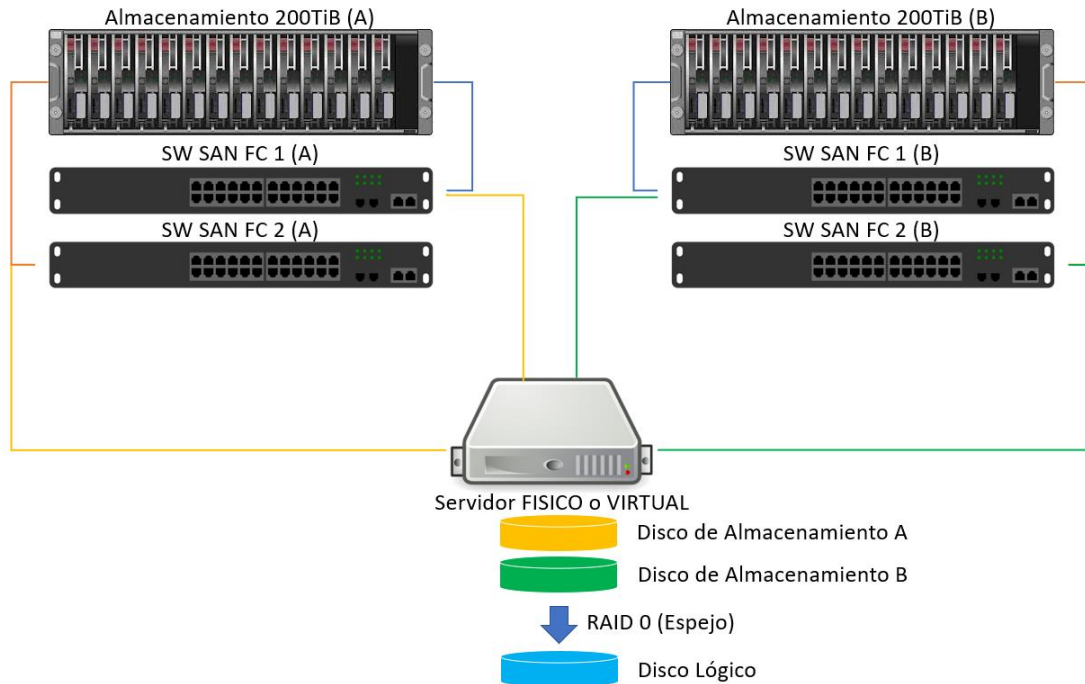 Almacenamiento 200TiB (A)
Almacenamiento 200TiB (B)
SW SAN FC 1 (A)
SW SAN FC 1 (B)
SW SAN FC 2 (A)
SW SAN FC 2 (B)
Servidor FISICO o VIRTUAL
Disco de Almacenamiento A
Disco de Almacenamiento B
RAID 0 (Espejo)
Disco Lógico